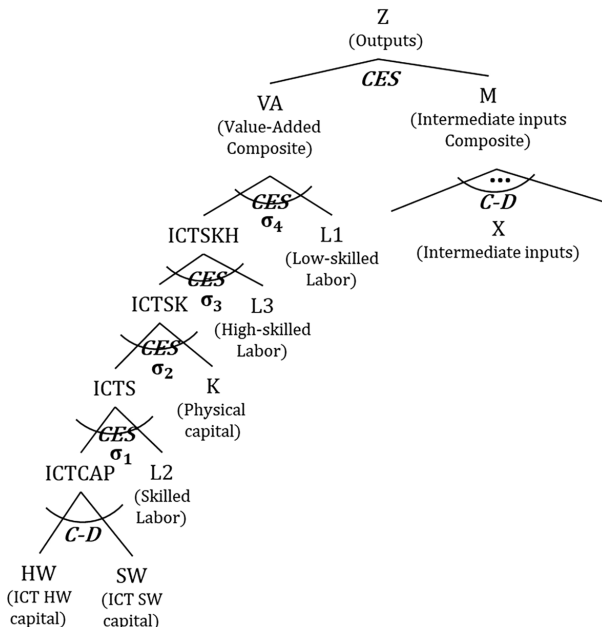 Z
(Outputs)
CES
VA
(Value-Added
Composite)
M
(Intermediate inputs
Composite)
CES
σ4
...
C-D
ICTSKH
L1
(Low-skilled
Labor)
X
(Intermediate inputs)
CES
σ3
ICTSK
L3
(High-skilled
Labor)
CES
σ2
ICTS
K
(Physical
capital)
CES
σ1
ICTCAP
L2
(Skilled
Labor)
C-D
HW
(ICT HW
capital)
SW
(ICT SW
capital)